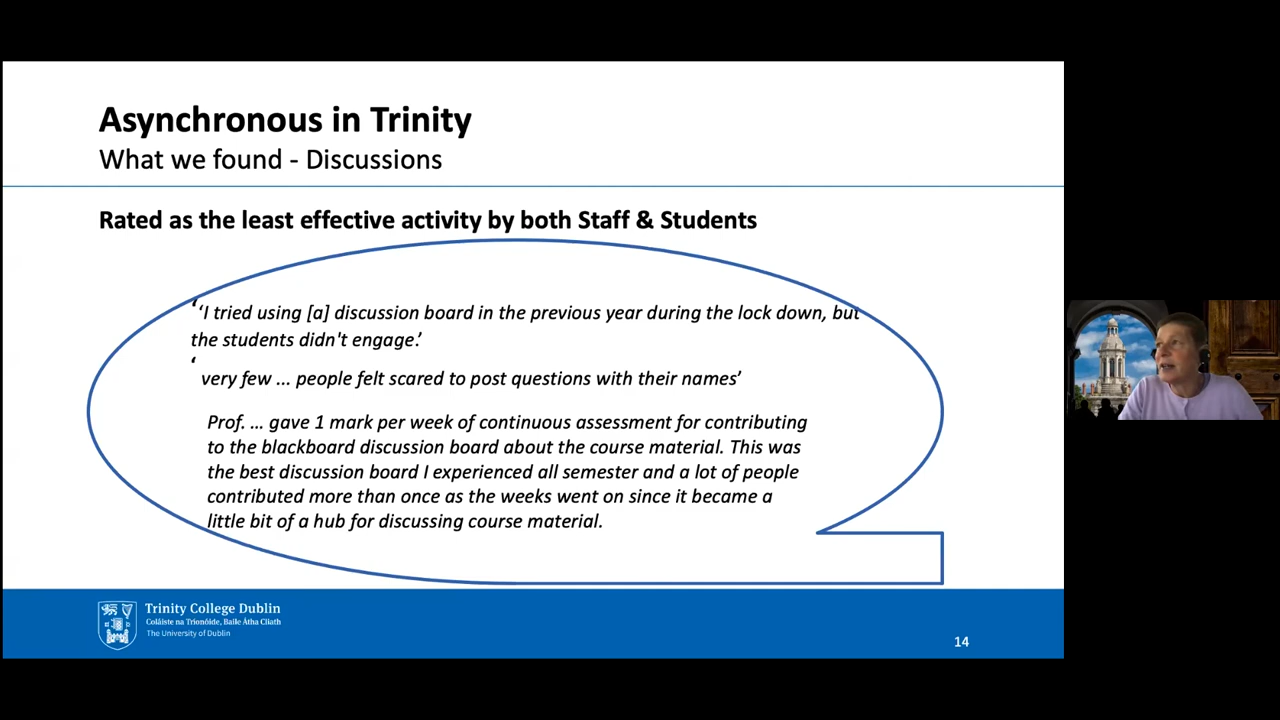 Asynchronous in Trinity
What we found - Discussions
Rated as the least effective activity by both Staff & Students
‘‘I tried using [a] discussion board in the previous year during the lock down, but
the students didn't engage.’
‘
very few ... people felt scared to post questions with their names’
Prof. ... gave 1 mark per week of continuous assessment for contributing
to the blackboard discussion board about the course material. This was
the best discussion board I experienced all semester and a lot of people
contributed more than once as the weeks went on since it became a
little bit of a hub for discussing course material.
Trinity College Dublin
Coláiste na Tríonóide, Baile Átha Cliath
The University of Dublin
14